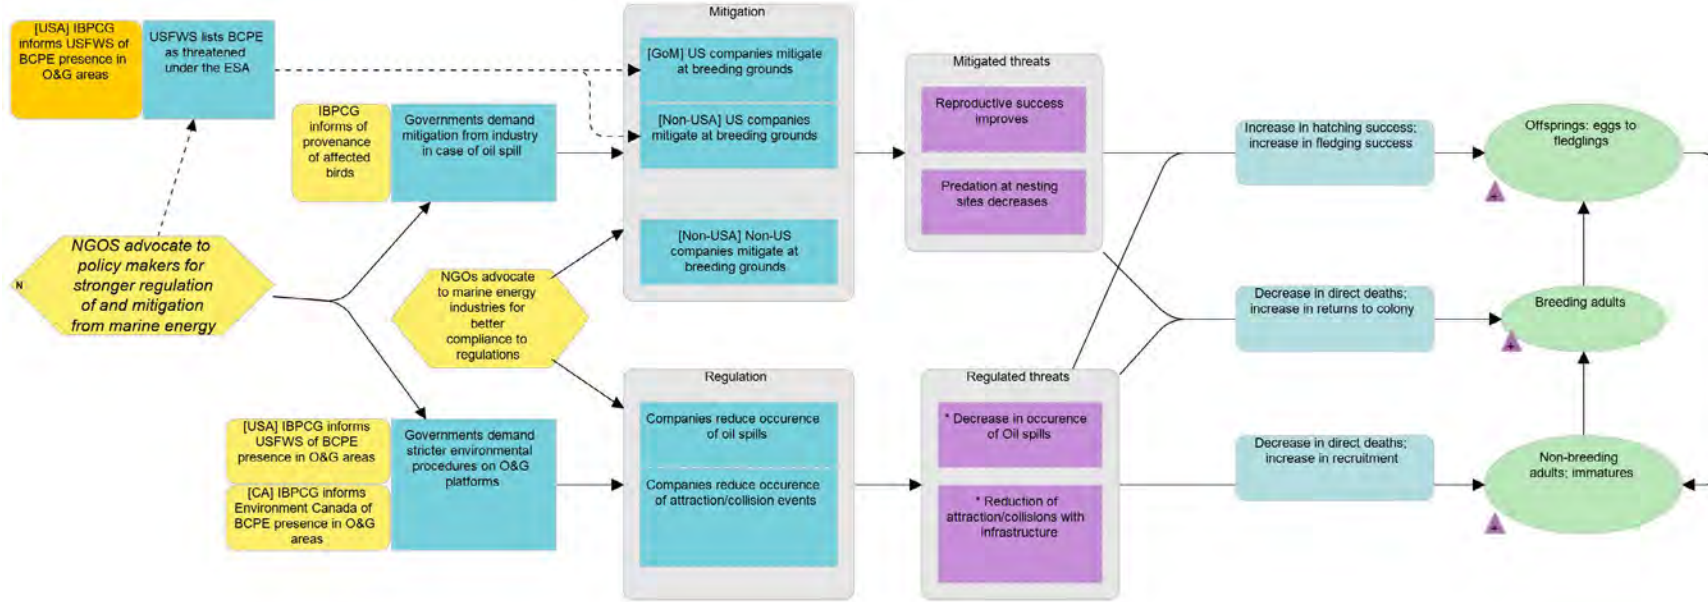 [USA] IBPCG
informs USFWS of
BCPE presence in
O&G areas
USFWS lists BCPE
as threatened
under the ESA
NGOS advocate to
policy makers for
stronger regulation
of and mitigation
from marine energy
N
IBPCG
informs of
provenance
of affected
birds
Governments demand
mitigation from industry
in case of oil spill
NGOs advocate
to marine energy
industries for
better
compliance to
regulations
[USA] IBPCG informs
USFWS of BCPE
presence in O&G areas
[CA] IBPCG informs
Environment Canada of
BCPE presence in O&G
areas
Governments demand
stricter environmental
procedures on O&G
platforms
Mitigation
[GoM] US companies mitigate
at breeding grounds
[Non-USA] US companies
mitigate at breeding grounds
[Non-USA] Non-US
companies mitigate at
breeding grounds
Regulation
Companies reduce occurence
of oil spills
Companies reduce occurence
of attraction/collision events
Mitigated threats
Reproductive success
improves
Predation at nesting
sites decreases
Regulated threats
* Decrease in occurence
of Oil spills
* Reduction of
attraction/collisions with
infrastructure
Increase in hatching success;
increase in fledging success
Decrease in direct deaths;
increase in returns to colony
Decrease in direct deaths;
increase in recruitment
Offsprings: eggs to
fledglings
+
Breeding adults
+
Non-breeding
adults; immatures
+